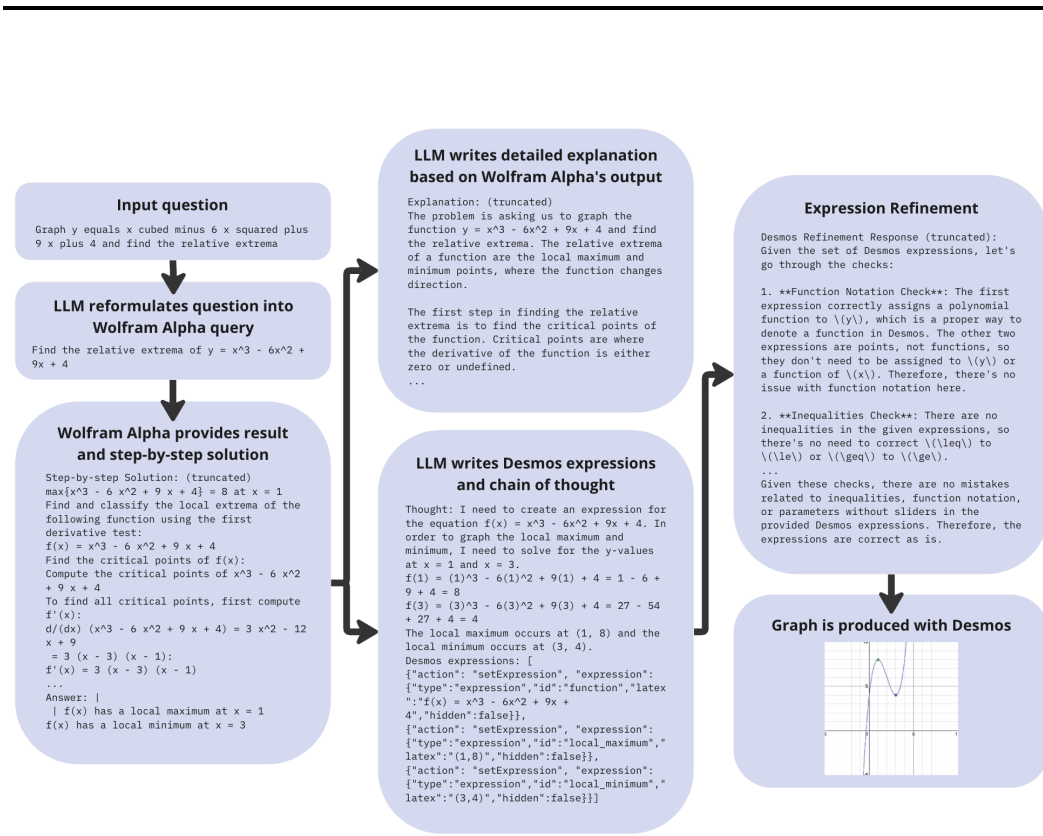 Input question
Graph y equals x cubed minus 6 x squared plus
9 x plus 4 and find the relative extrema
LLM reformulates question into
Wolfram Alpha query
Find the relative extrema of y = x^3 - 6x^2 +
9x + 4
Wolfram Alpha provides result
and step-by-step solution
Step-by-step Solution: (truncated)
max{x^3 - 6 x^2 + 9 x + 4} = 8 at x = 1
Find and classify the local extrema of the
following function using the first
derivative test:
f(x) = x^3 - 6 x^2 + 9 x + 4
Find the critical points of f(x):
Compute the critical points of x^3 - 6 x^2
+ 9 x + 4
To find all critical points, first compute
f'(x):
d/(dx) (x^3 - 6 x^2 + 9 x + 4) = 3 x^2 - 12
x + 9
= 3 (x - 3) (x - 1):
f'(x) = 3 (x - 3) (x - 1)
...
Answer: |
| f(x) has a local maximum at x = 1
f(x) has a local minimum at x = 3
LLM writes detailed explanation
based on Wolfram Alpha's output
Explanation: (truncated)
The problem is asking us to graph the
function y = x^3 - 6x^2 + 9x + 4 and find
the relative extrema. The relative extrema
of a function are the local maximum and
minimum points, where the function changes
direction.
The first step in finding the relative
extrema is to find the critical points of
the function. Critical points are where
the derivative of the function is either
zero or undefined.
...
LLM writes Desmos expressions
and chain of thought
Thought: I need to create an expression for
the equation f(x) = x^3 - 6x^2 + 9x + 4. In
order to graph the local maximum and
minimum, I need to solve for the y-values
at x = 1 and x = 3.
f(1) = (1)^3 - 6(1)^2 + 9(1) + 4 = 1 - 6 +
9 + 4 = 8
f(3) = (3)^3 - 6(3)^2 + 9(3) + 4 = 27 - 54
+ 27 + 4 = 4
The local maximum occurs at (1, 8) and the
local minimum occurs at (3, 4).
Desmos expressions: [
{"action": "setExpression", "expression":
{"type":"expression","id":"function","latex
":"f(x) = x^3 - 6x^2 + 9x +
4","hidden":false}},
{"action": "setExpression", "expression":
{"type":"expression","id":"local_maximum","
latex":"(1,8)","hidden":false}},
{"action": "setExpression", "expression":
{"type":"expression","id":"local_minimum","
latex":"(3,4)","hidden":false}}]
Expression Refinement
Desmos Refinement Response (truncated):
Given the set of Desmos expressions, let's
go through the checks:
1. **Function Notation Check**: The first
expression correctly assigns a polynomial
function to \(y\), which is a proper way to
denote a function in Desmos. The other two
expressions are points, not functions, so
they don't need to be assigned to \(y\) or
a function of \(x\). Therefore, there's no
issue with function notation here.
2. **Inequalities Check**: There are no
inequalities in the given expressions, so
there's no need to correct \(\leq\) to
\(\le\) or \(\geq\) to \(\ge\).
...
Given these checks, there are no mistakes
related to inequalities, function notation,
or parameters without sliders in the
provided Desmos expressions. Therefore, the
expressions are correct as is.
Graph is produced with Desmos